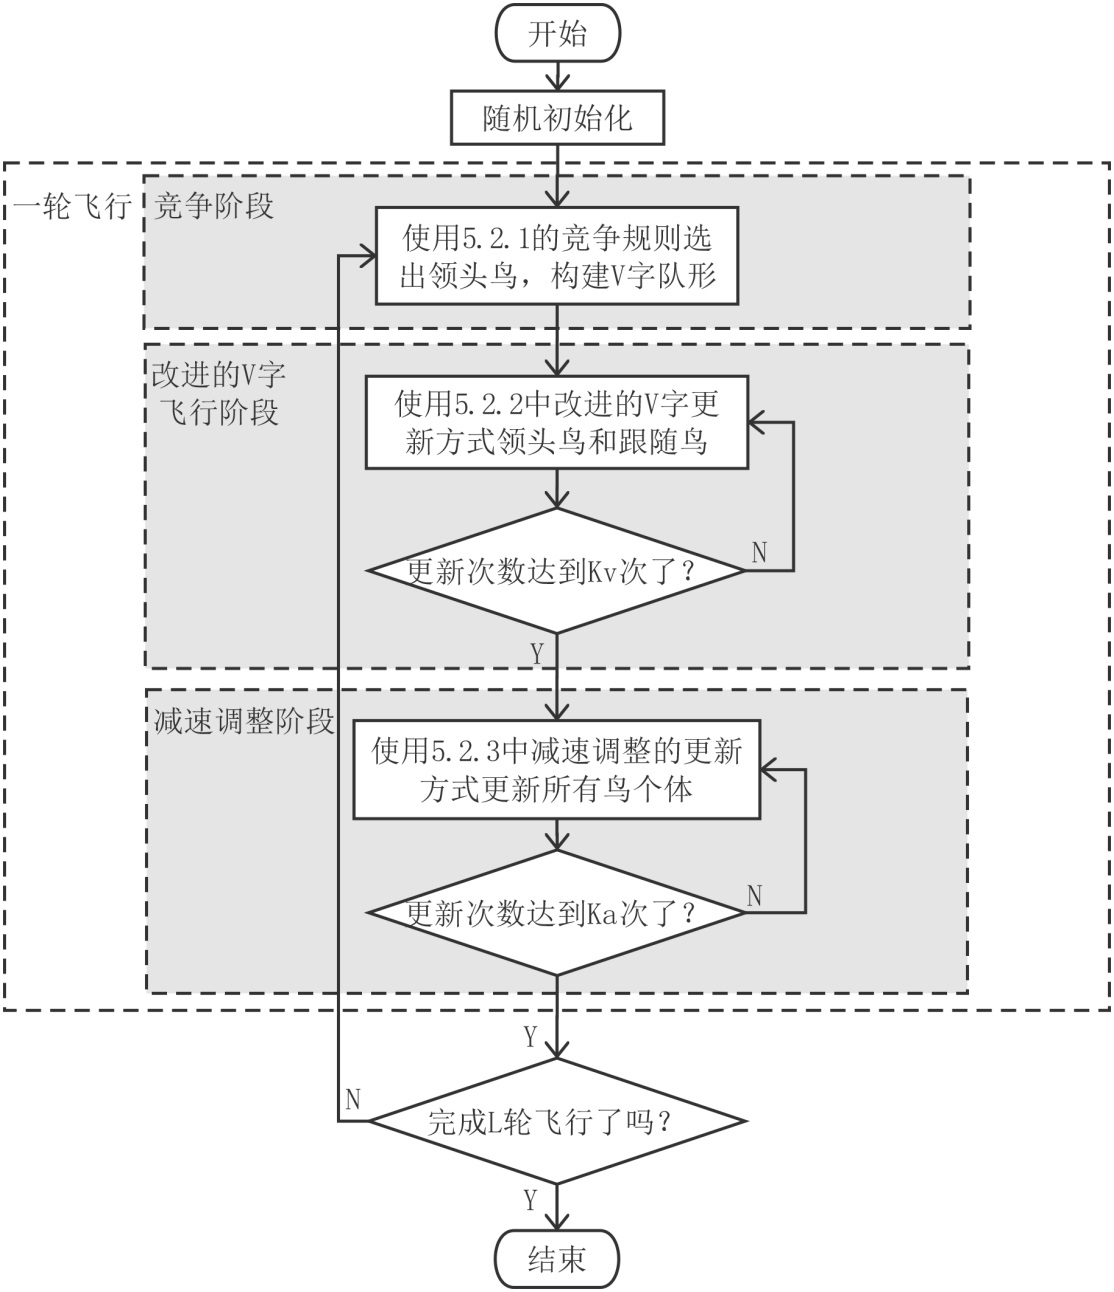 开始
随机初始化
一轮飞行
竞争阶段
使用5.2.1的竞争规则选
出领头鸟，构建V字队形
改进的V字
飞行阶段
使用5.2.2中改进的V字更
新方式领头鸟和跟随鸟
更新次数达到Kv次了？
N
Y
减速调整阶段
使用5.2.3中减速调整的更新
方式更新所有鸟个体
更新次数达到Ka次了？
N
Y
完成L轮飞行了吗？
N
Y
结束